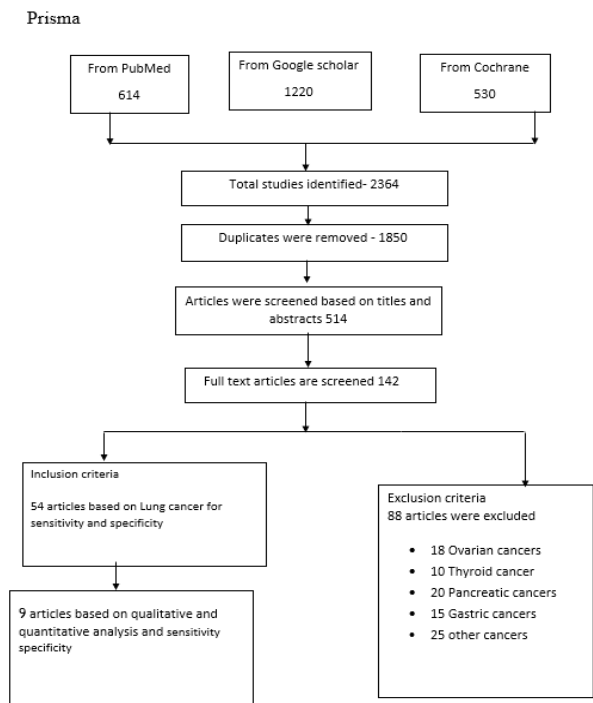 Prisma
From PubMed
614
From Google scholar
1220
From Cochrane
530
Total studies identified- 2364
Duplicates were removed - 1850
Articles were screened based on titles and
abstracts 514
Full text articles are screened 142
Inclusion criteria
54 articles based on Lung cancer for
sensitivity and specificity
9 articles based on qualitative and
quantitative analysis and sensitivity
specificity
Exclusion criteria
88 articles were excluded
• 18 Ovarian cancers
• 10 Thyroid cancer
• 20 Pancreatic cancers
• 15 Gastric cancers
• 25 other cancers